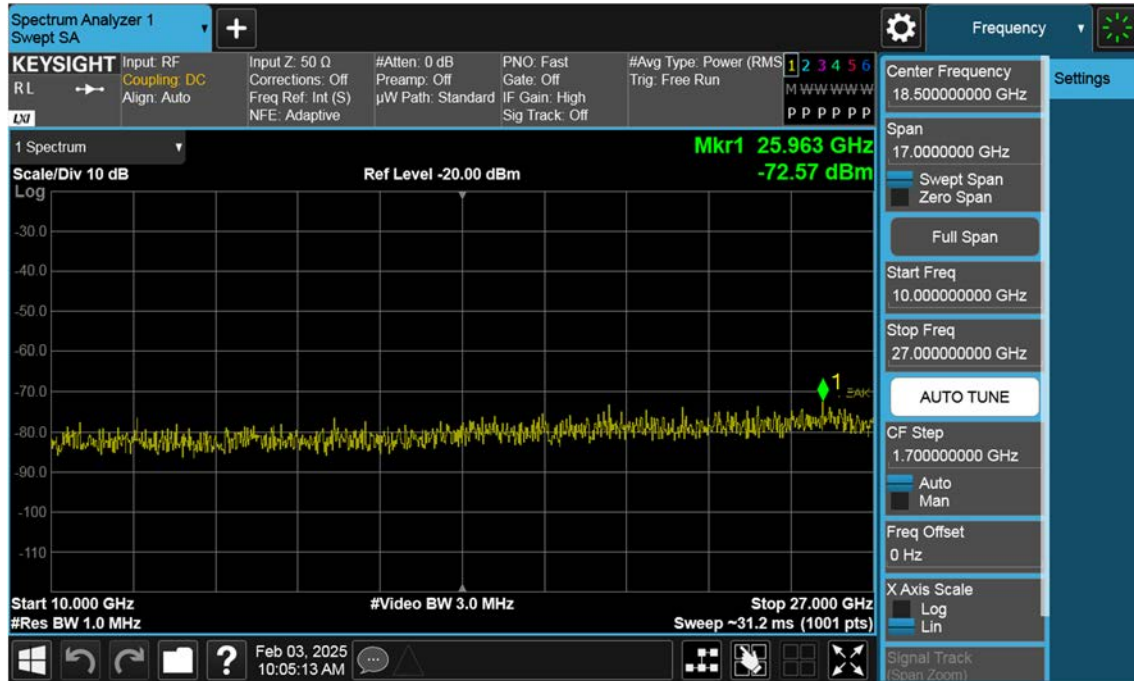 Spectrum Analyzer 1
Swept SA
Frequency
KEYSIGHT
RL
LXI
Input: RF
Coupling: DC
Align: Auto
Input Z: 50 Ω
Corrections: Off
Freq Ref: Int (S)
NFE: Adaptive
#Atten: 0 dB
Preamp: Off
µW Path: Standard
PNO: Fast
Gate: Off
IF Gain: High
Sig Track: Off
#Avg Type: Power (RMS
Trig: Free Run
1 2 3 4 5 6
M W W W W W
P P P P P P
1 Spectrum
Scale/Div 10 dB
Ref Level -20.00 dBm
Mkr1 25.963 GHz
-72.57 dBm
Log
-30.0
-40.0
-50.0
-60.0
-70.0
-80.0
-90.0
-100
-110
1
Start 10.000 GHz
#Res BW 1.0 MHz
#Video BW 3.0 MHz
Stop 27.000 GHz
Sweep ~31.2 ms (1001 pts)
Feb 03, 2025
10:05:13 AM
?
Center Frequency
18.500000000 GHz
Span
17.0000000 GHz
Swept Span
Zero Span
Full Span
Start Freq
10.000000000 GHz
Stop Freq
27.000000000 GHz
AUTO TUNE
CF Step
1.700000000 GHz
Auto
Man
Freq Offset
0 Hz
X Axis Scale
Log
Lin
Signal Track
(Span Zoom)
Settings